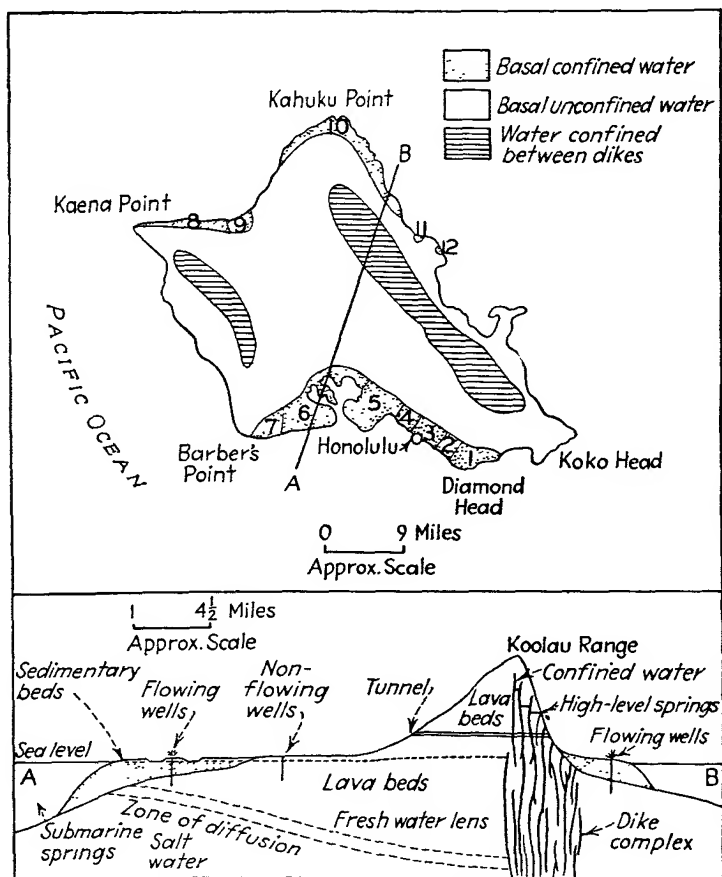 Basal confined water
Basal unconfined water
Water confined
between dikes
Kahuku Point
10
B
Kaena Point
8
9
11
12
PACIFIC OCEAN
7
6
5
4
3
2
1
Barber's
Point
Honolulu
A
Koko Head
Diamond
Head
0 9 Miles
Approx. Scale
1 4½ Miles
Approx. Scale
Koolau Range
Sedimentary
beds
Flowing
wells
Non-
flowing
wells
Tunnel
Lava
beds
Confined water
High-level springs
Flowing wells
Sea level
A
B
Lava beds
Zone of diffusion
Fresh water lens
Submarine
springs
Salt
water
Dike
complex